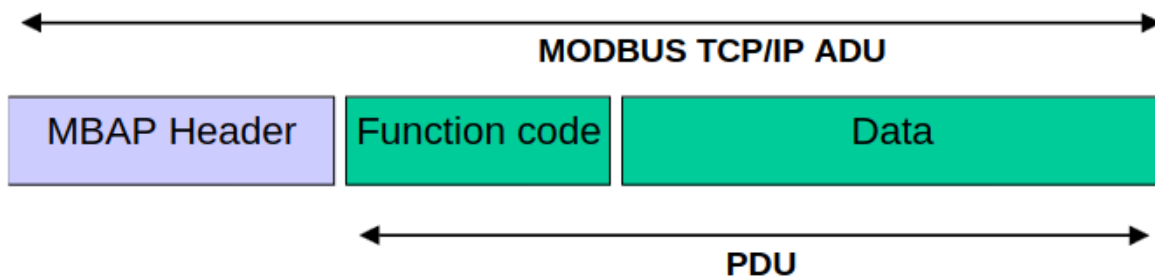 MODBUS TCP/IP ADU
MBAP Header
Function code
Data
PDU